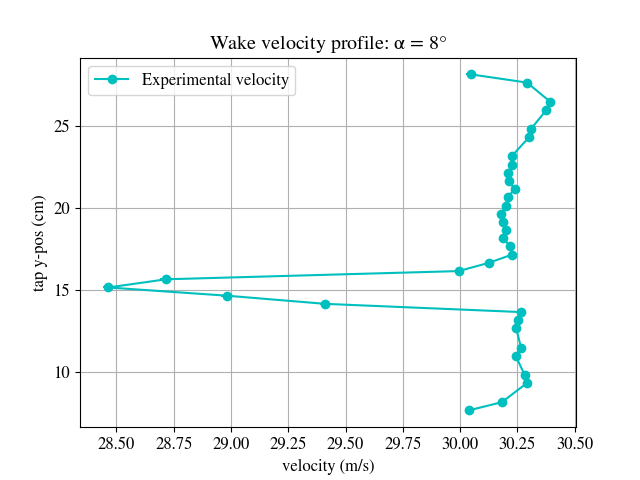 Wake velocity profile: α = 8°
Experimental velocity
25
20
15
10
tap y-pos (cm)
28.50 28.75 29.00 29.25 29.50 29.75 30.00 30.25 30.50
velocity (m/s)